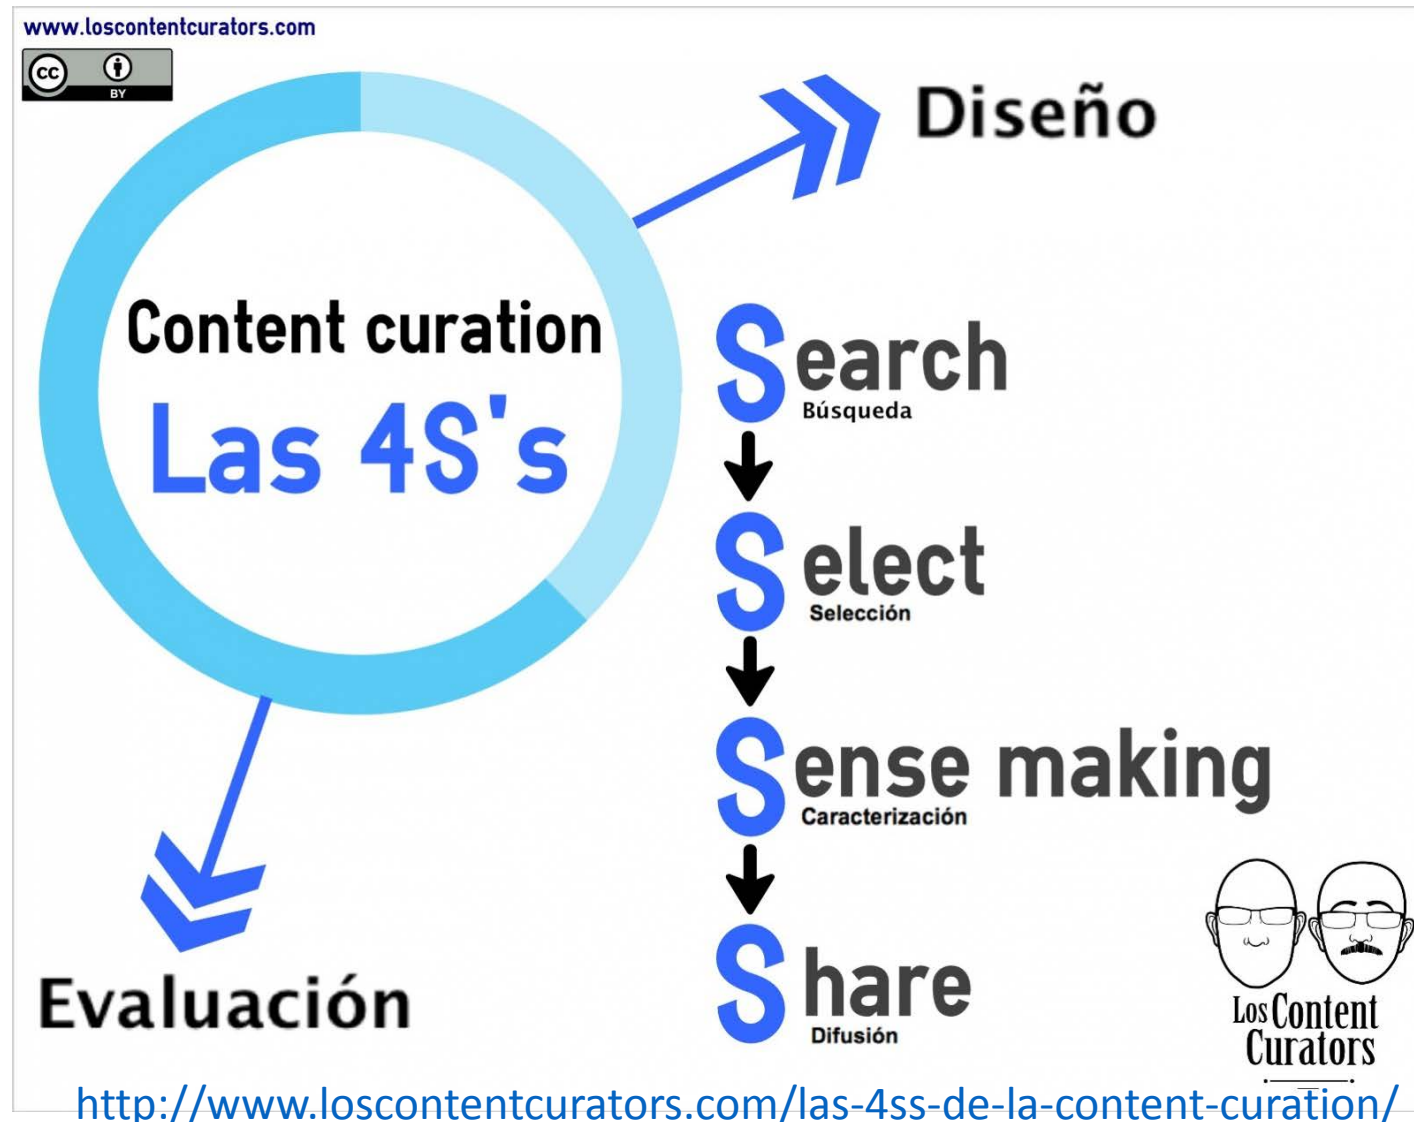 www.loscontentcurators.com
cc
BY
Diseño
Content curation
Las 4S's
Search
Búsqueda
Select
Selección
Sense making
Caracterización
Share
Difusión
Evaluación
Los Content
Curators
http://www.loscontentcurators.com/las-4ss-de-la-content-curation/